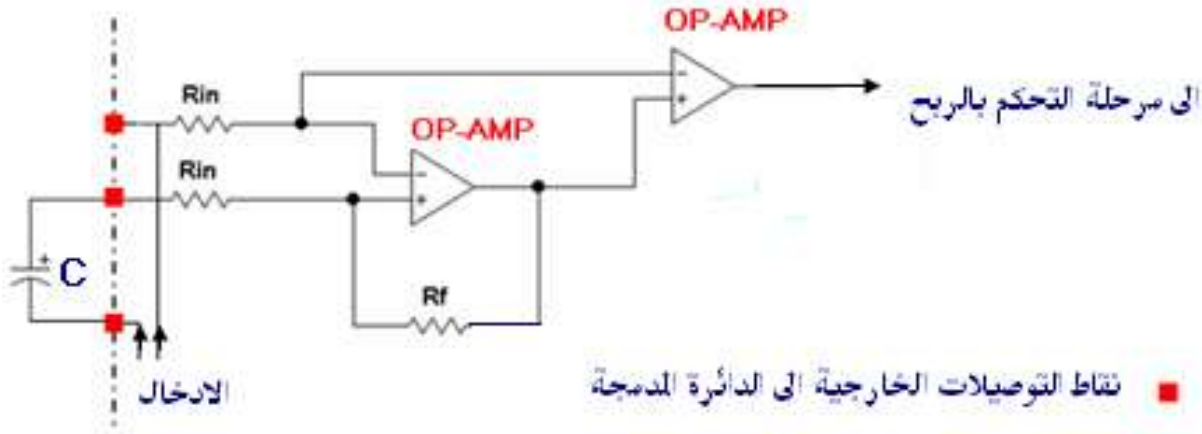 OP-AMP
الى مرحلة التحكم بالربح
Rin
OP-AMP
Rin
C
Rf
الادخال
نقاط التوصيلات الخارجية الى الدائرة المدمجة